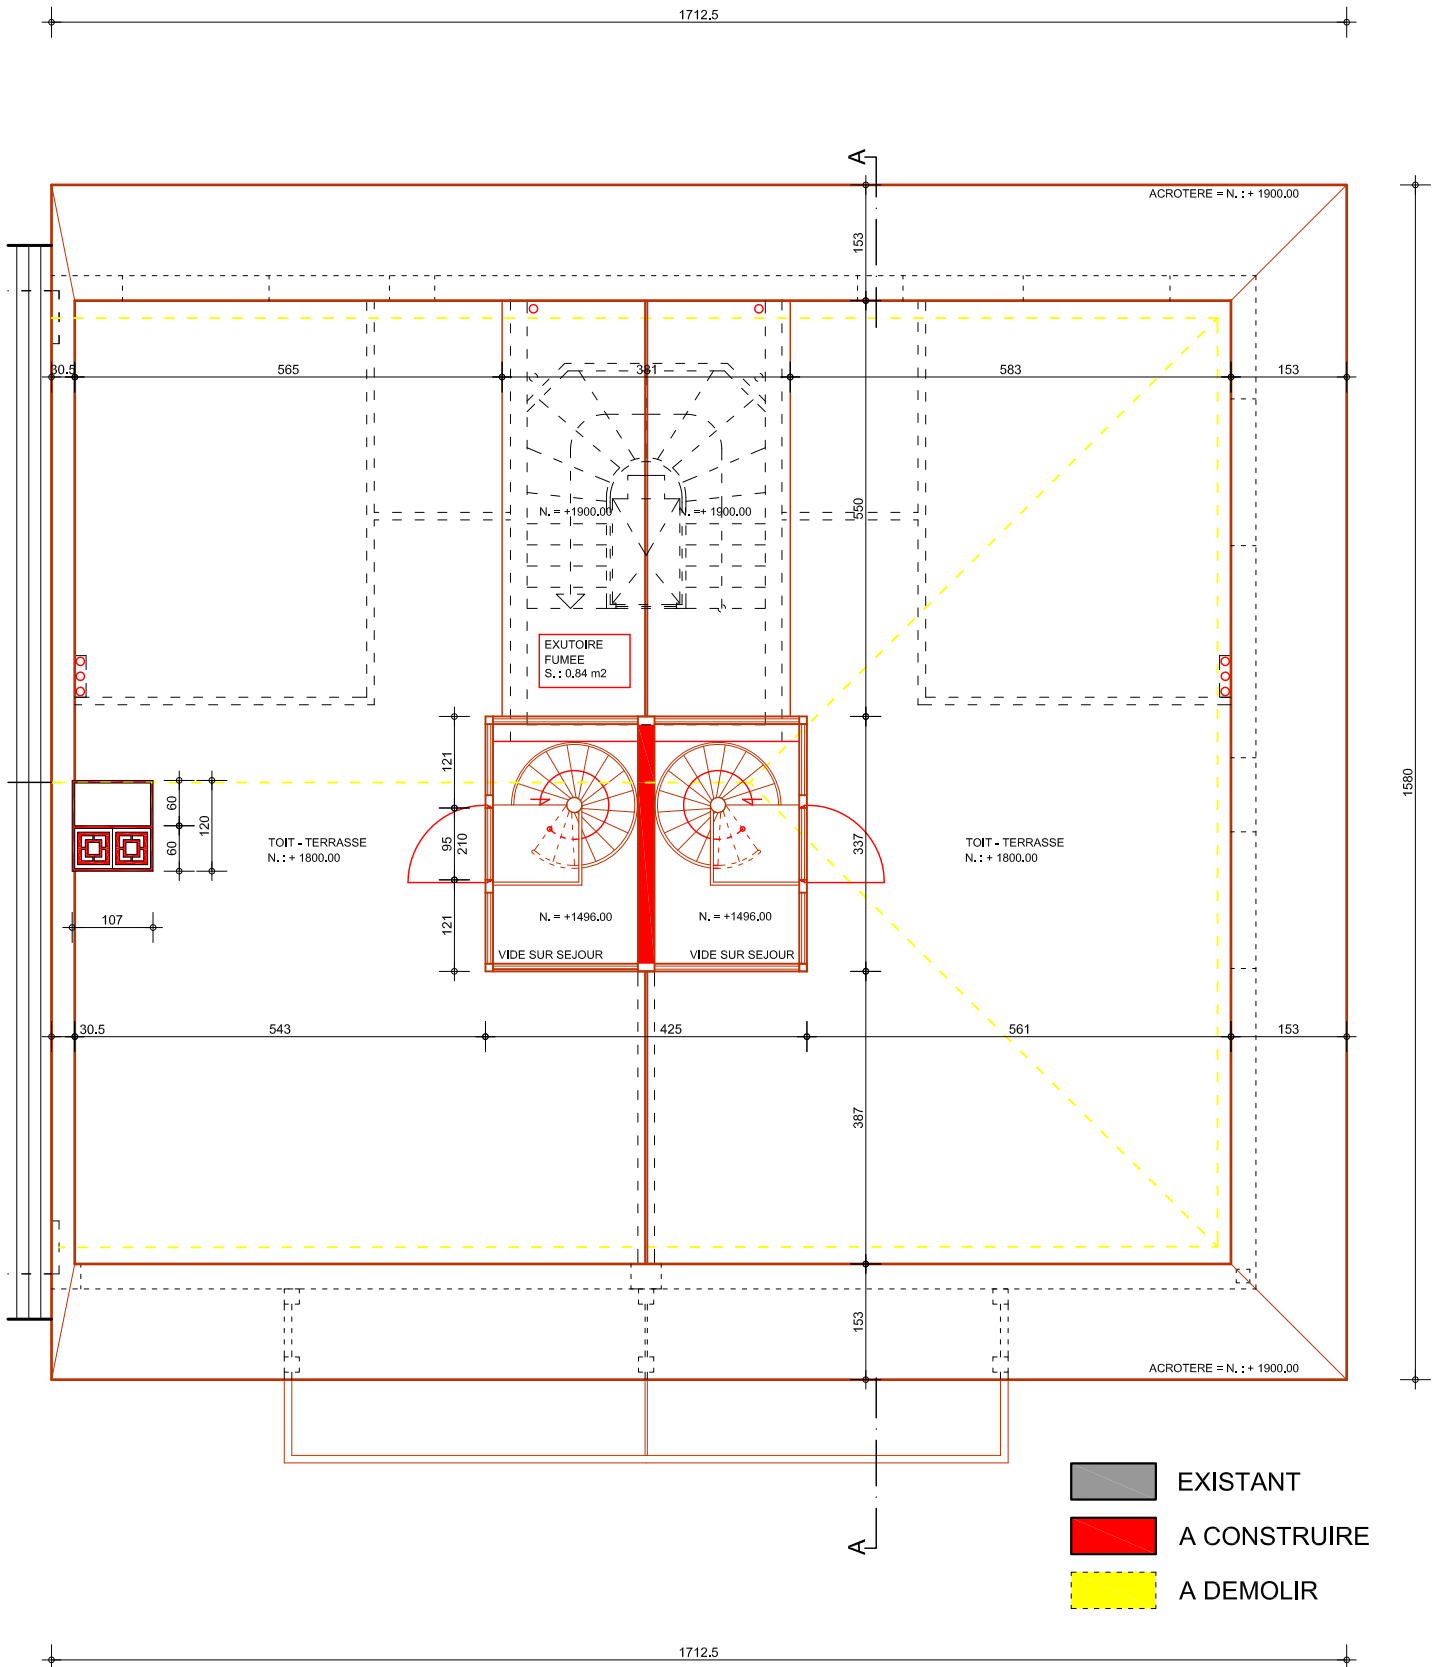 1712.5
A
ACROTERE = N. : + 1900.00
153
30.5
565
381
583
153
550
N. = +1900.00
N. =+ 1900.00
EXUTOIRE
FUMEE
S. : 0.84 m2
121
60
120
60
95
210
337
1580
TOIT - TERRASSE
N. : + 1800.00
TOIT - TERRASSE
N. : + 1800.00
107
121
N. = +1496.00
N. = +1496.00
VIDE SUR SEJOUR
VIDE SUR SEJOUR
30.5
543
425
561
153
387
153
ACROTERE = N. : + 1900.00
EXISTANT
A CONSTRUIRE
A
A DEMOLIR
1712.5